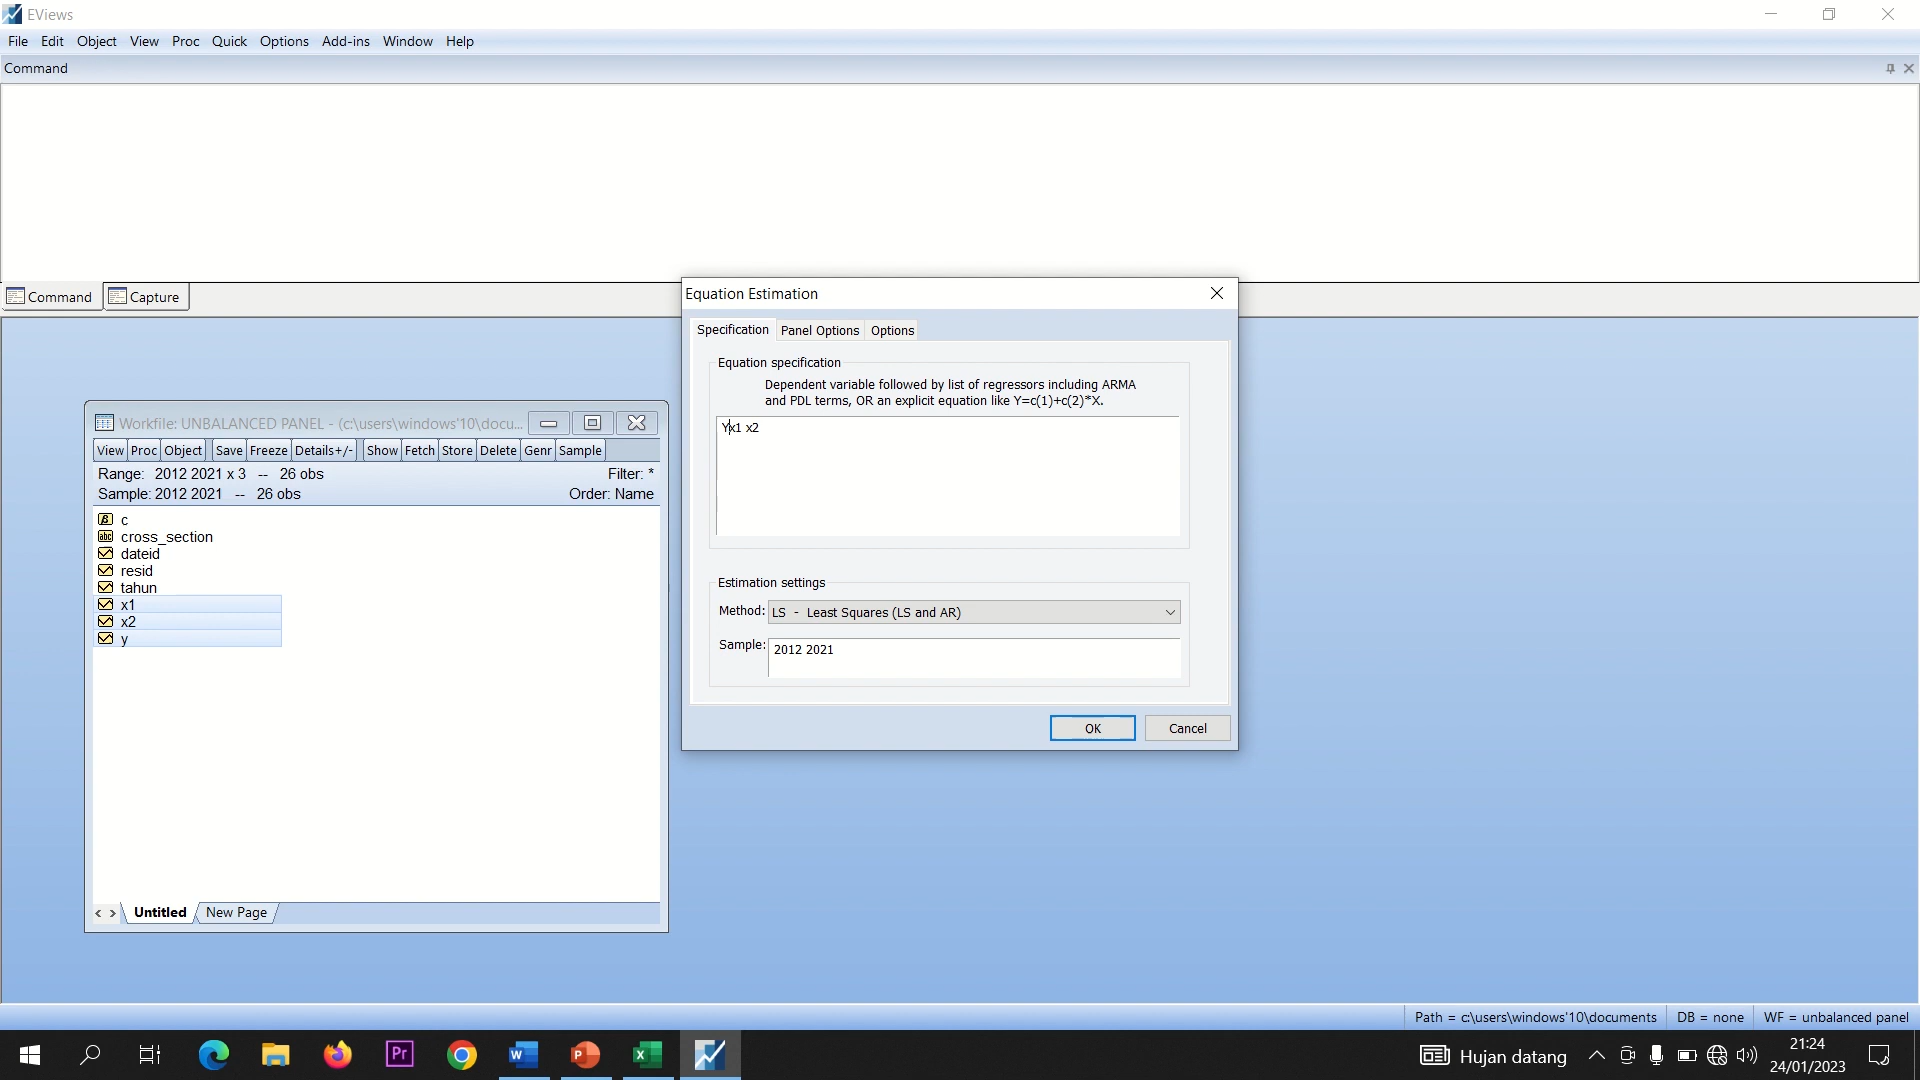 EViews
File Edit Object View Proc Quick Options Add-ins Window Help
Command
Command Capture
Equation Estimation
Specification Panel Options Options
Equation specification
Dependent variable followed by list of regressors including ARMA
and PDL terms, OR an explicit equation like Y=c(1)+c(2)*X.
Yx1 x2
Estimation settings
Method: LS - Least Squares (LS and AR)
Sample: 2012 2021
OK Cancel
Workfile: UNBALANCED PANEL - (c:\users\windows'10\docu...
View Proc Object Save Freeze Details+/- Show Fetch Store Delete Genr Sample
Range: 2012 2021 x 3 -- 26 obs Filter: *
Sample: 2012 2021 -- 26 obs Order: Name
β c
abc cross_section
dateid
resid
tahun
x1
x2
y
< > Untitled New Page
Path = c:\users\windows'10\documents DB = none WF = unbalanced panel
Pr W P X Hujan datang 21:24
24/01/2023